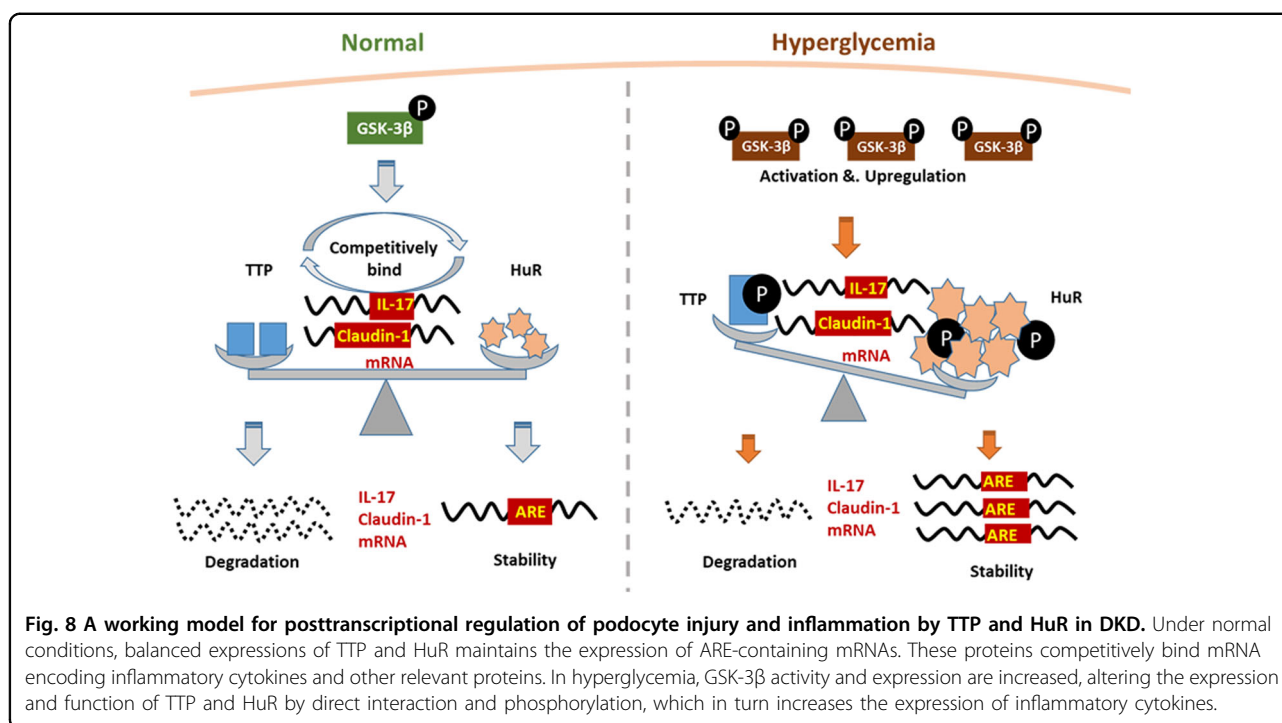 Normal
Hyperglycemia
P
GSK-3β
Competitively
bind
TTP
HuR
IL-17
Claudin-1
mRNA
IL-17
Claudin-1
mRNA
ARE
Degradation
Stability
P P P P P P
GSK-3β GSK-3β GSK-3β
Activation &. Upregulation
TTP
P
IL-17
HuR
Claudin-1
P
P
mRNA
IL-17
Claudin-1
mRNA
ARE
ARE
ARE
Degradation
Stability
Fig. 8 A working model for posttranscriptional regulation of podocyte injury and inflammation by TTP and HuR in DKD. Under normal
conditions, balanced expressions of TTP and HuR maintains the expression of ARE-containing mRNAs. These proteins competitively bind mRNA
encoding inflammatory cytokines and other relevant proteins. In hyperglycemia, GSK-3β activity and expression are increased, altering the expression
and function of TTP and HuR by direct interaction and phosphorylation, which in turn increases the expression of inflammatory cytokines.